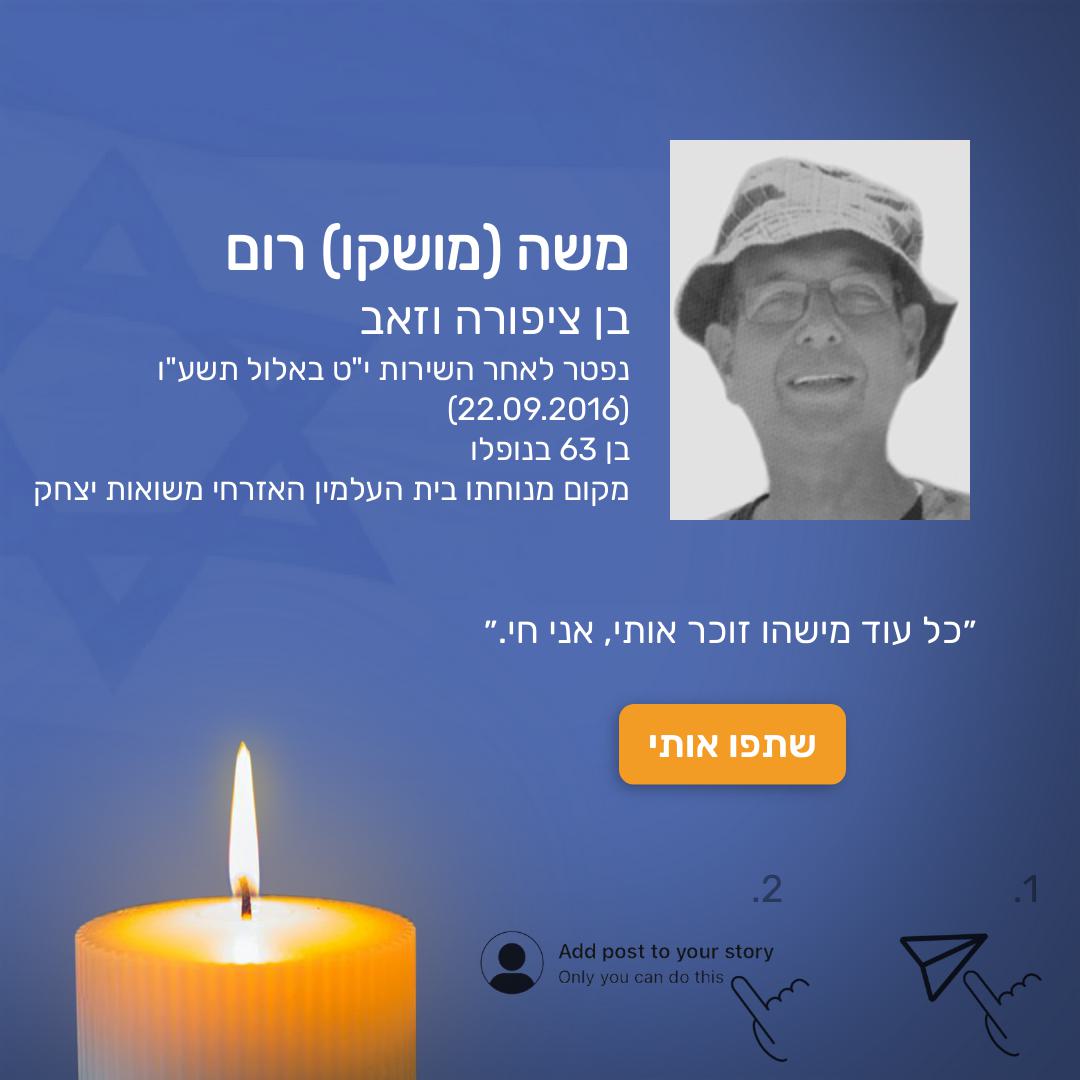 משה (מושקו) רום
בן ציפורה וזאב
נפטר לאחר השירות י"ט באלול תשע"ו
(22.09.2016)
בן 63 בנופלו
מקום מנוחתו בית העלמין האזרחי משואות יצחק
״כל עוד מישהו זוכר אותי, אני חי.״
שתפו אותי
1.
2.
Add post to your story
Only you can do this